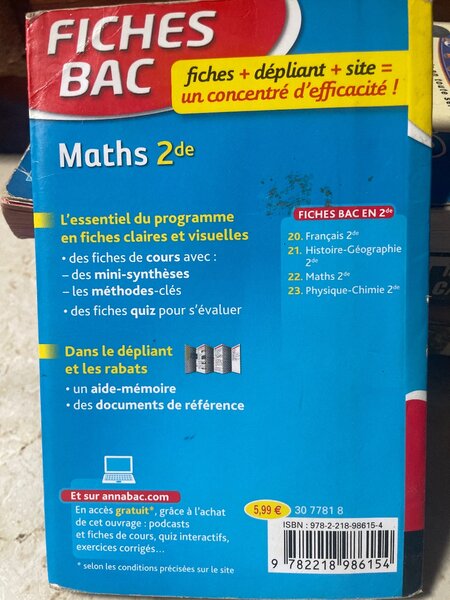 FICHES
BAC
fiches + dépliant + site =
un concentré d'efficacité !
Maths 2de
L'essentiel du programme
en fiches claires et visuelles
• des fiches de cours avec :
– des mini-synthèses
– les méthodes-clés
• des fiches quiz pour s'évaluer
FICHES BAC EN 2de
20. Français 2de
21. Histoire-Géographie
2de
22. Maths 2de
23. Physique-Chimie 2de
Dans le dépliant
et les rabats
• un aide-mémoire
• des documents de référence
Et sur annabac.com
En accès gratuit*, grâce à l'achat
de cet ouvrage : podcasts
et fiches de cours, quiz interactifs,
exercices corrigés...
* selon les conditions précisées sur le site
5,99 €
30 7781 8
ISBN : 978-2-218-98615-4
9 782218 986154